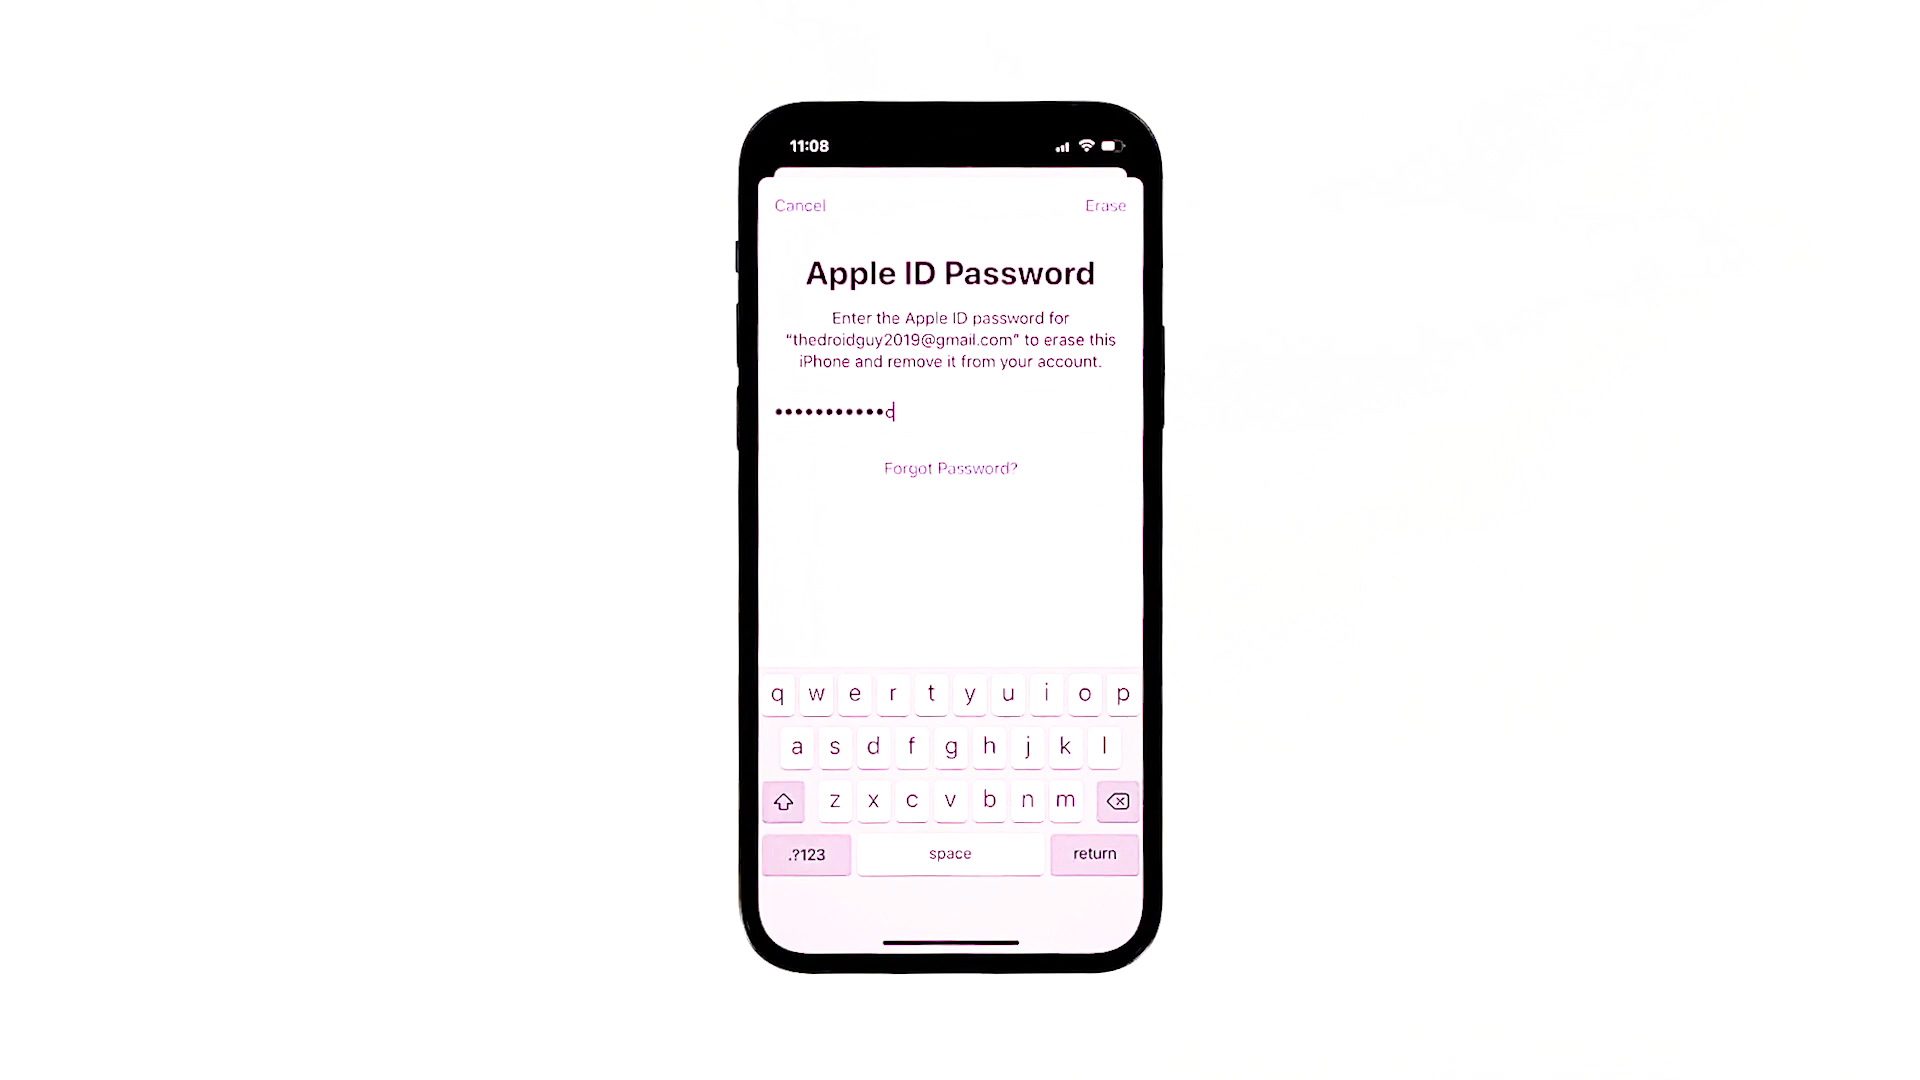 11:08
Cancel Erase
Apple ID Password
Enter the Apple ID password for
“thedroidguy2019@gmail.com” to erase this
iPhone and remove it from your account.
•••••••••••d
Forgot Password?
q w e r t y u i o p
a s d f g h j k l
z x c v b n m
.?123 space return